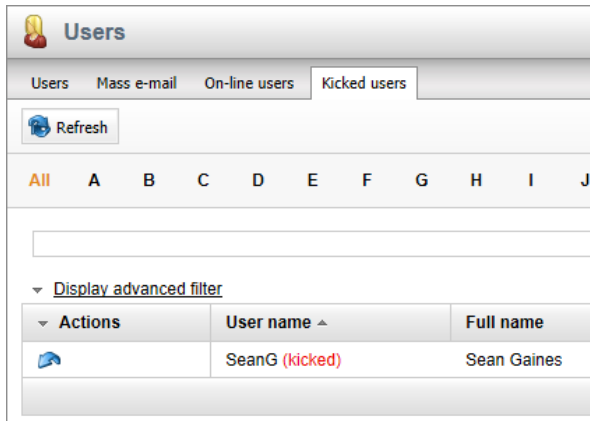 Users
Users Mass e-mail On-line users Kicked users
Refresh
All A B C D E F G H I J
Display advanced filter
Actions User name Full name
SeanG (kicked) Sean Gaines